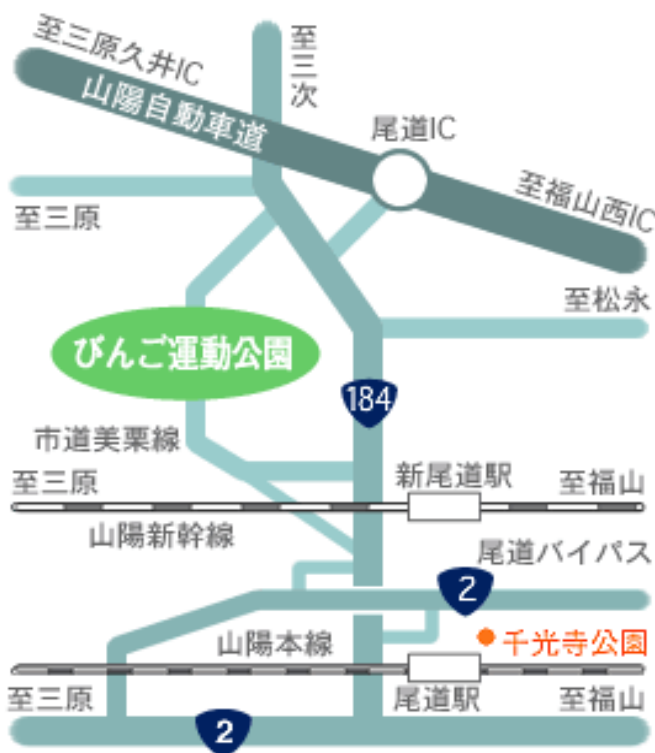 至三原久井IC
至三次
山陽自動車道
尾道IC
至福山西IC
至三原
至松永
びんご運動公園
184
市道美栗線
至三原
新尾道駅
至福山
山陽新幹線
尾道バイパス
2
山陽本線
千光寺公園
至三原
尾道駅
至福山
2